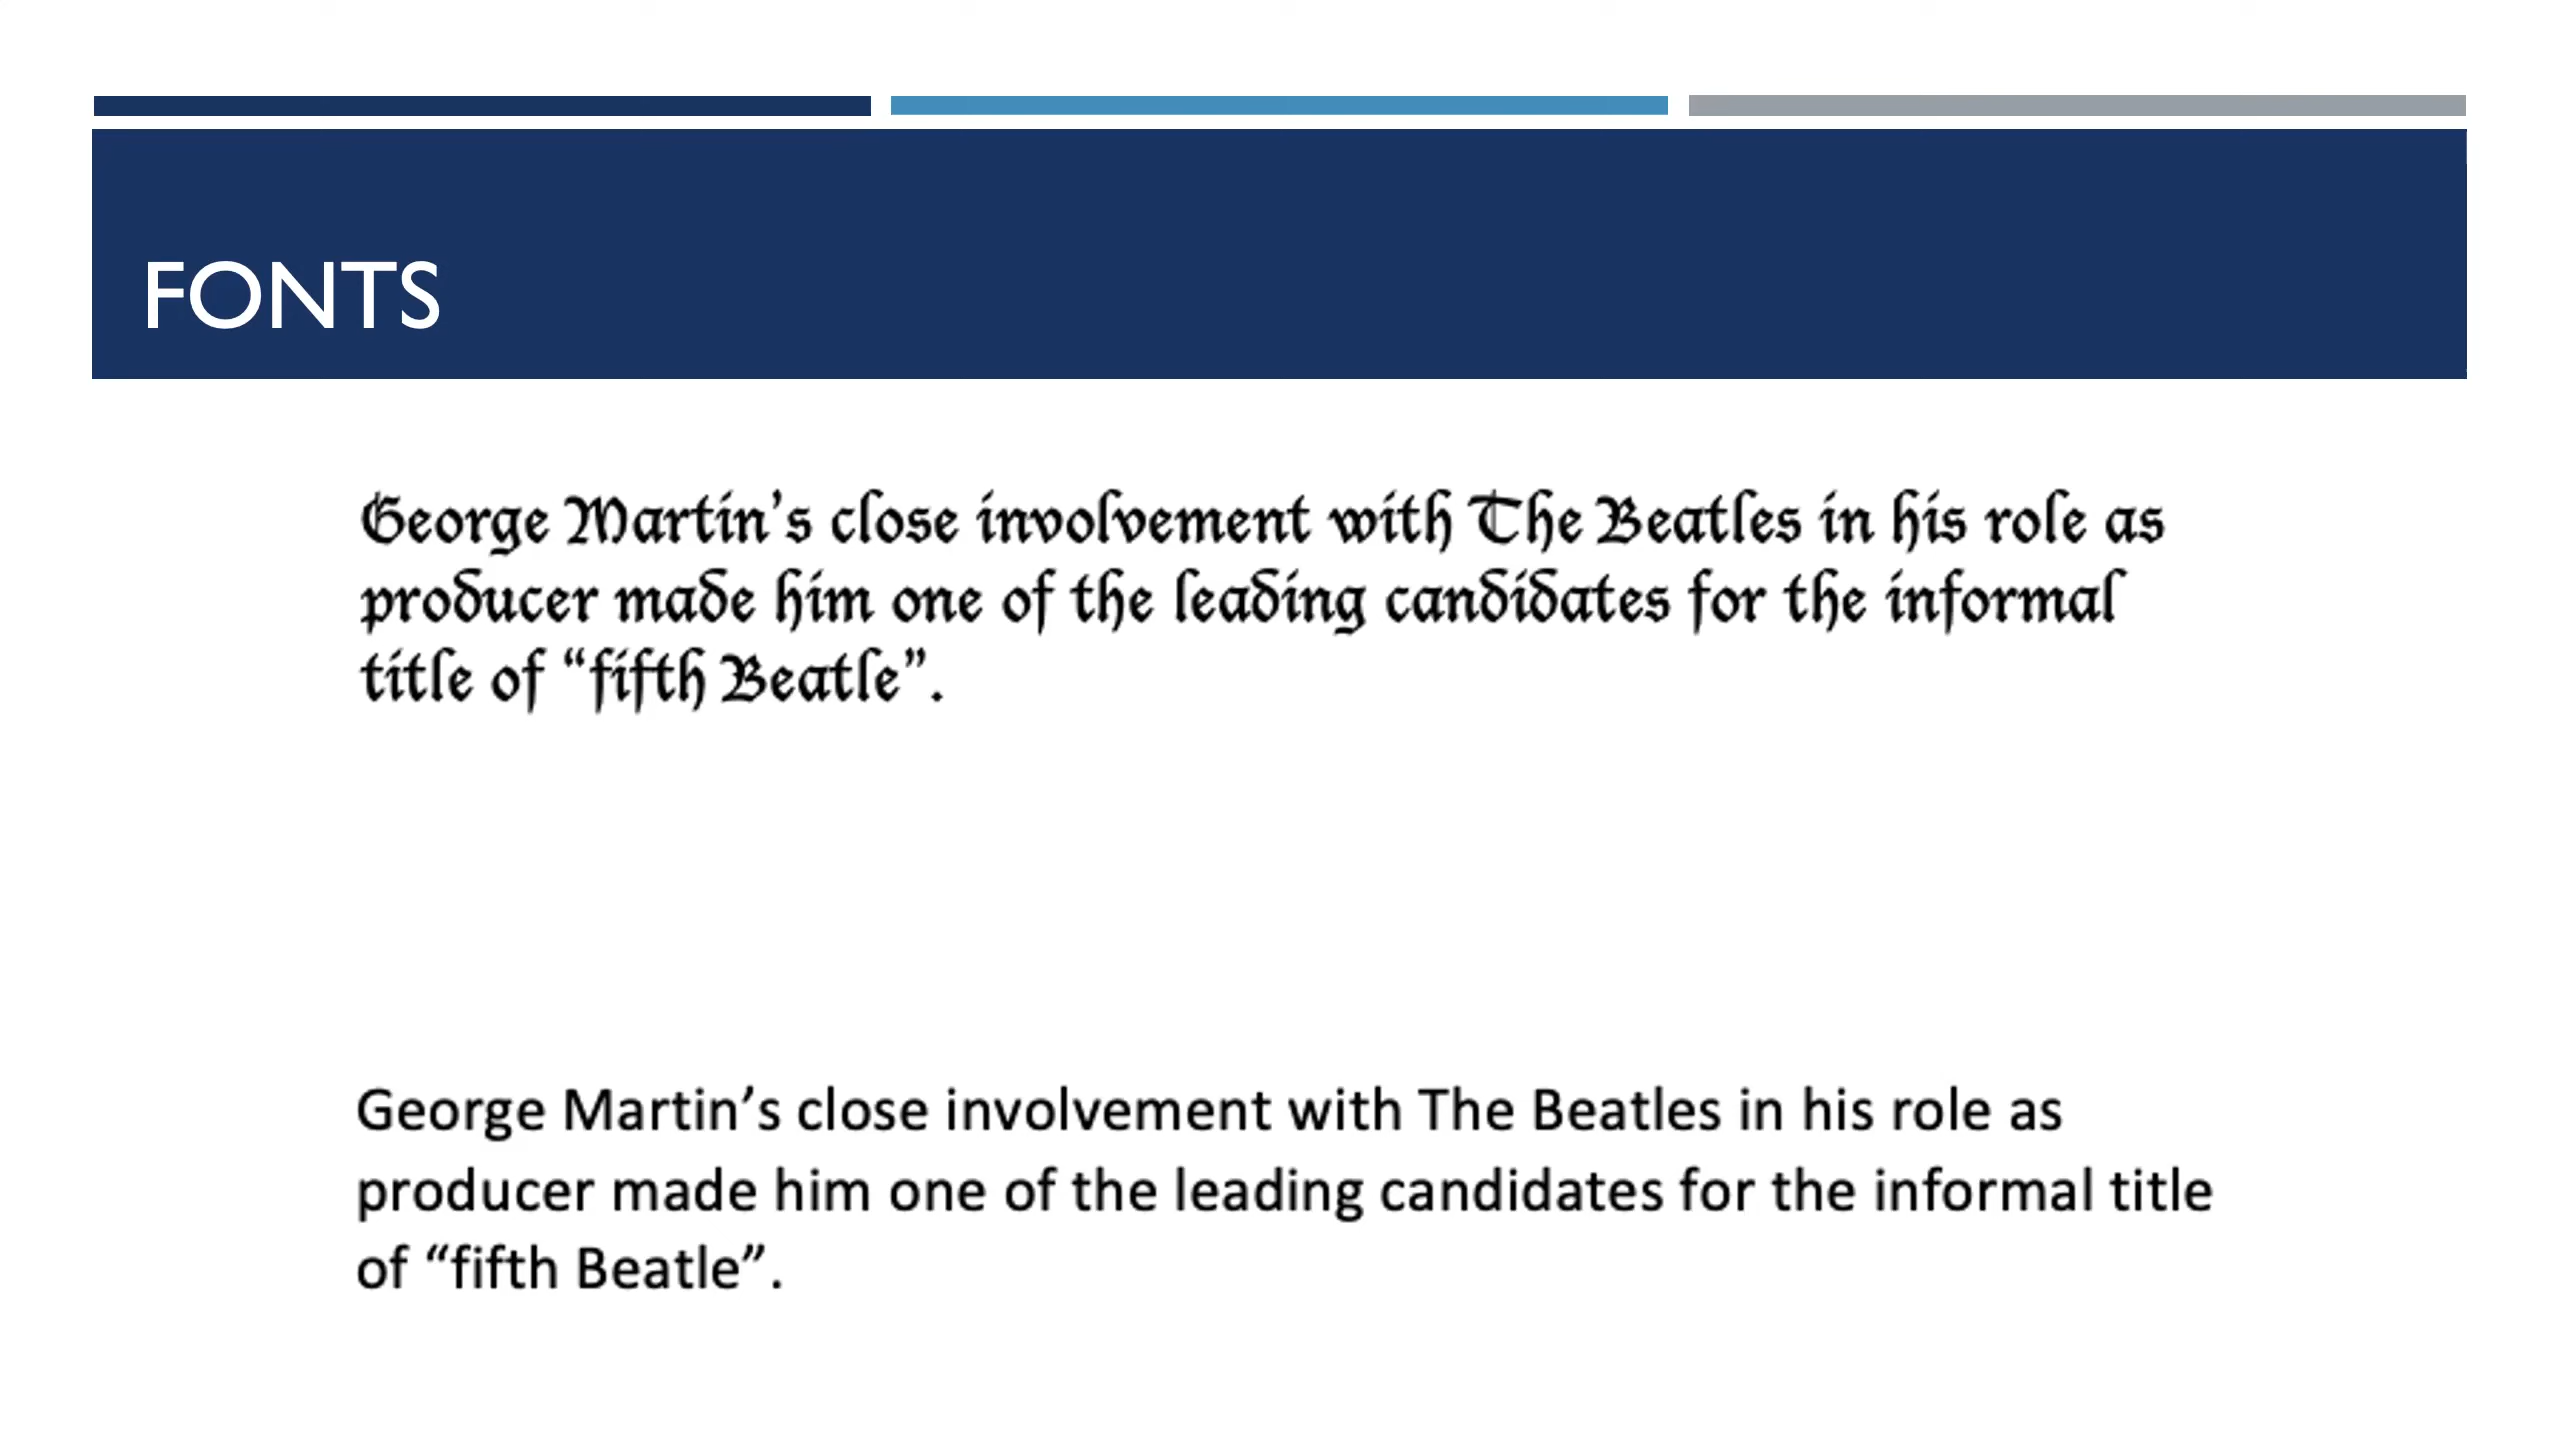 FONTS
George Martin’s close involvement with The Beatles in his role as
producer made him one of the leading candidates for the informal
title of “fifth Beatle”.
George Martin’s close involvement with The Beatles in his role as
producer made him one of the leading candidates for the informal title
of “fifth Beatle”.